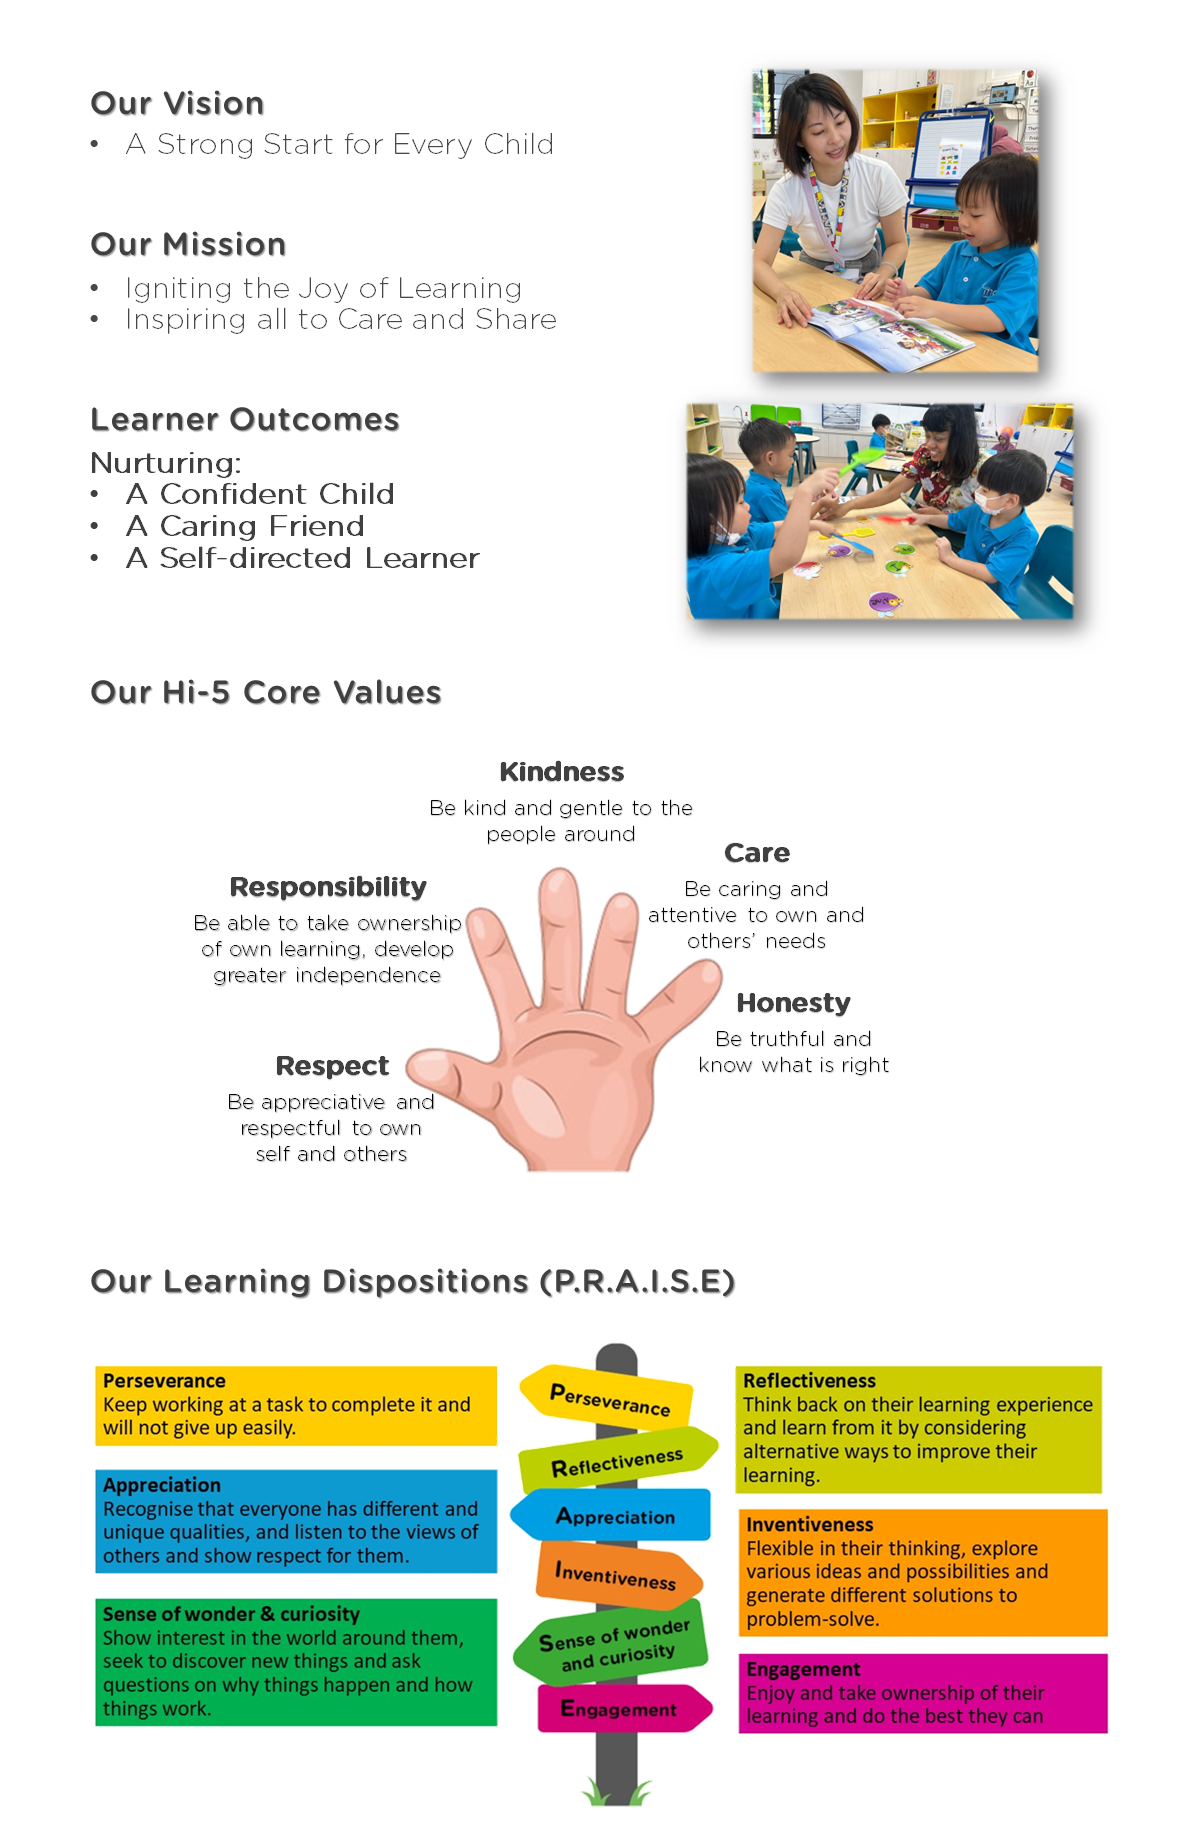 Our Vision
• A Strong Start for Every Child
Our Mission
• Igniting the Joy of Learning
• Inspiring all to Care and Share
Learner Outcomes
Nurturing:
• A Confident Child
• A Caring Friend
• A Self-directed Learner
Our Hi-5 Core Values
Kindness
Be kind and gentle to the
people around
Care
Be caring and
attentive to own and
others’ needs
Responsibility
Be able to take ownership
of own learning, develop
greater independence
Honesty
Be truthful and
know what is right
Respect
Be appreciative and
respectful to own
self and others
Our Learning Dispositions (P.R.A.I.S.E)
Perseverance
Keep working at a task to complete it and
will not give up easily.
Appreciation
Recognise that everyone has different and
unique qualities, and listen to the views of
others and show respect for them.
Sense of wonder & curiosity
Show interest in the world around them,
seek to discover new things and ask
questions on why things happen and how
things work.
Perseverance
Reflectiveness
Appreciation
Inventiveness
Sense of wonder
and curiosity
Engagement
Reflectiveness
Think back on their learning experience
and learn from it by considering
alternative ways to improve their
learning.
Inventiveness
Flexible in their thinking, explore
various ideas and possibilities and
generate different solutions to
problem-solve.
Engagement
Enjoy and take ownership of their
learning and do the best they can